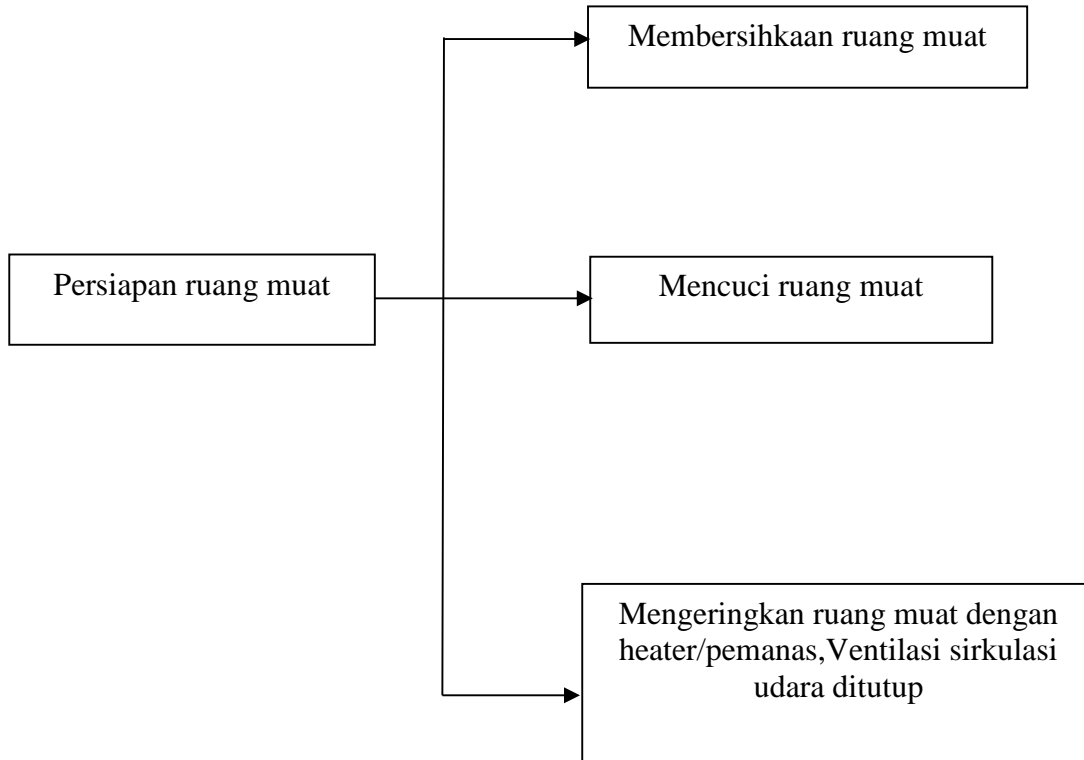 Membersihkaan ruang muat
Persiapan ruang muat
Mencuci ruang muat
Mengeringkan ruang muat dengan
heater/pemanas,Ventilasi sirkulasi
udara ditutup